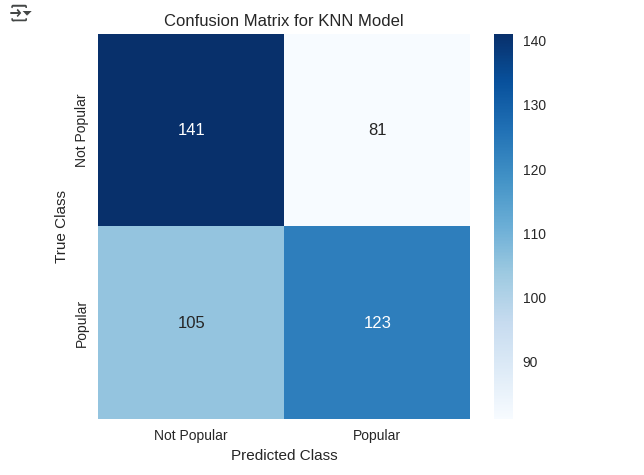 Confusion Matrix for KNN Model
140
Not Popular
141
81
130
120
True Class
110
100
Popular
105
123
90
Not Popular
Popular
Predicted Class